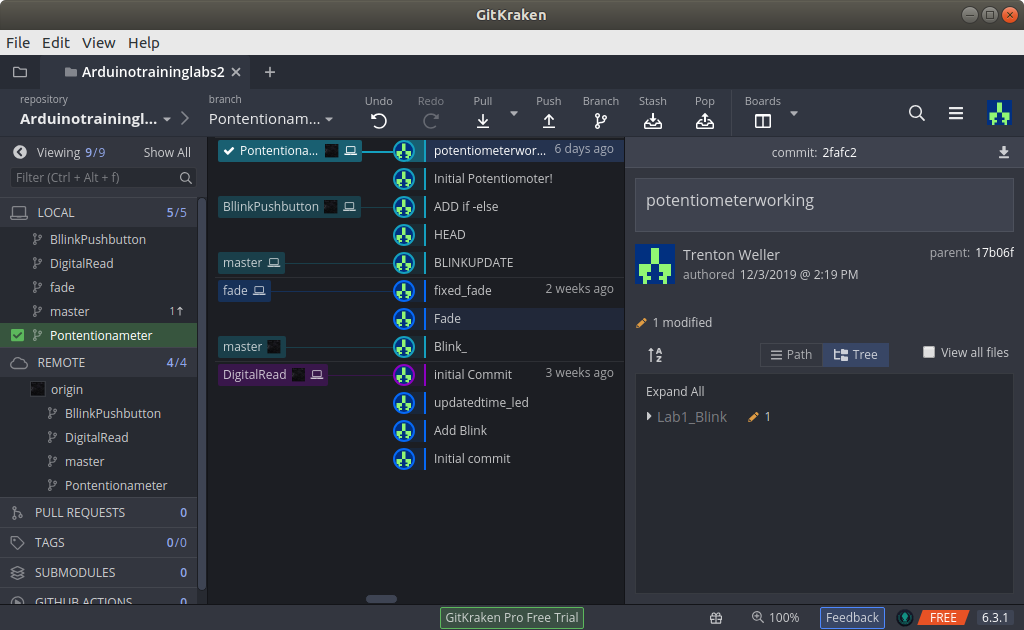 GitKraken
File Edit View Help
Arduinotraininglabs2
repository
Arduinotrainingl...
branch
Pontentionam...
Undo
Redo
Pull
Push
Branch
Stash
Pop
Boards
Viewing 9/9 Show All
Filter (Ctrl + Alt + f)
LOCAL 5/5
BllinkPushbutton
DigitalRead
fade
master 1↑
Pontentionameter
REMOTE 4/4
origin
BllinkPushbutton
DigitalRead
master
Pontentionameter
PULL REQUESTS 0
TAGS 0/0
SUBMODULES 0
GITHUB ACTIONS 0
Pontentiona... potentiometerwor... 6 days ago
Initial Potentiomoter!
BllinkPushbutton ADD if -else
HEAD
master BLINKUPDATE
fade fixed_fade 2 weeks ago
Fade
master Blink_
DigitalRead initial Commit 3 weeks ago
updatedtime_led
Add Blink
Initial commit
commit: 2fafc2
potentiometerworking
Trenton Weller parent: 17b06f
authored 12/3/2019 @ 2:19 PM
1 modified
Path Tree View all files
Expand All
Lab1_Blink 1
GitKraken Pro Free Trial 100% Feedback FREE 6.3.1